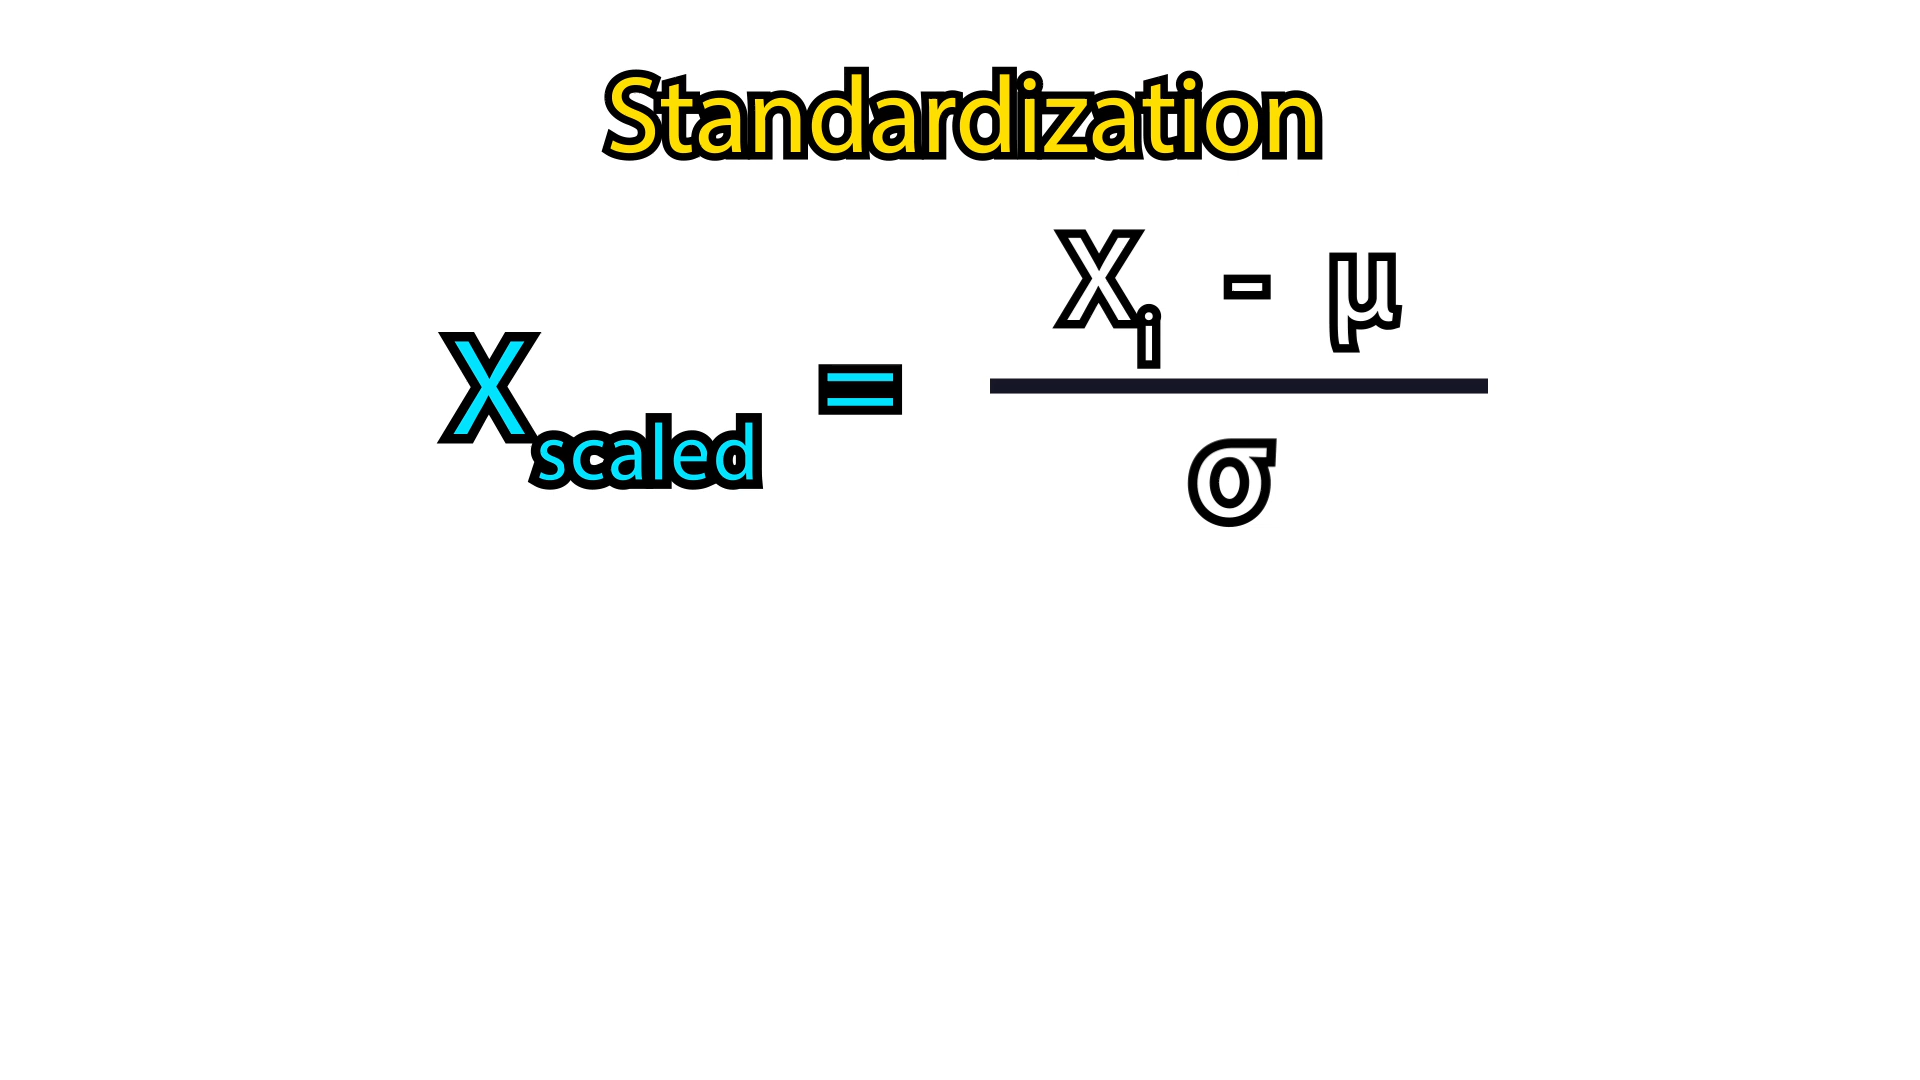 Standardization
X_scaled = (X_i - μ) / σ